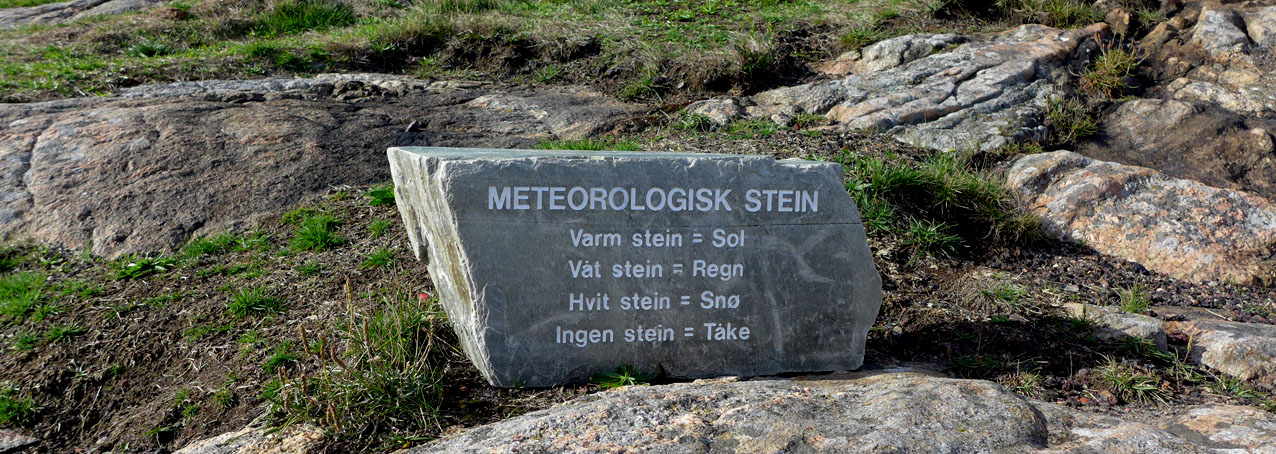 METEOROLOGISK STEIN
Varm stein = Sol
Våt stein = Regn
Hvit stein = Snø
Ingen stein = Tåke